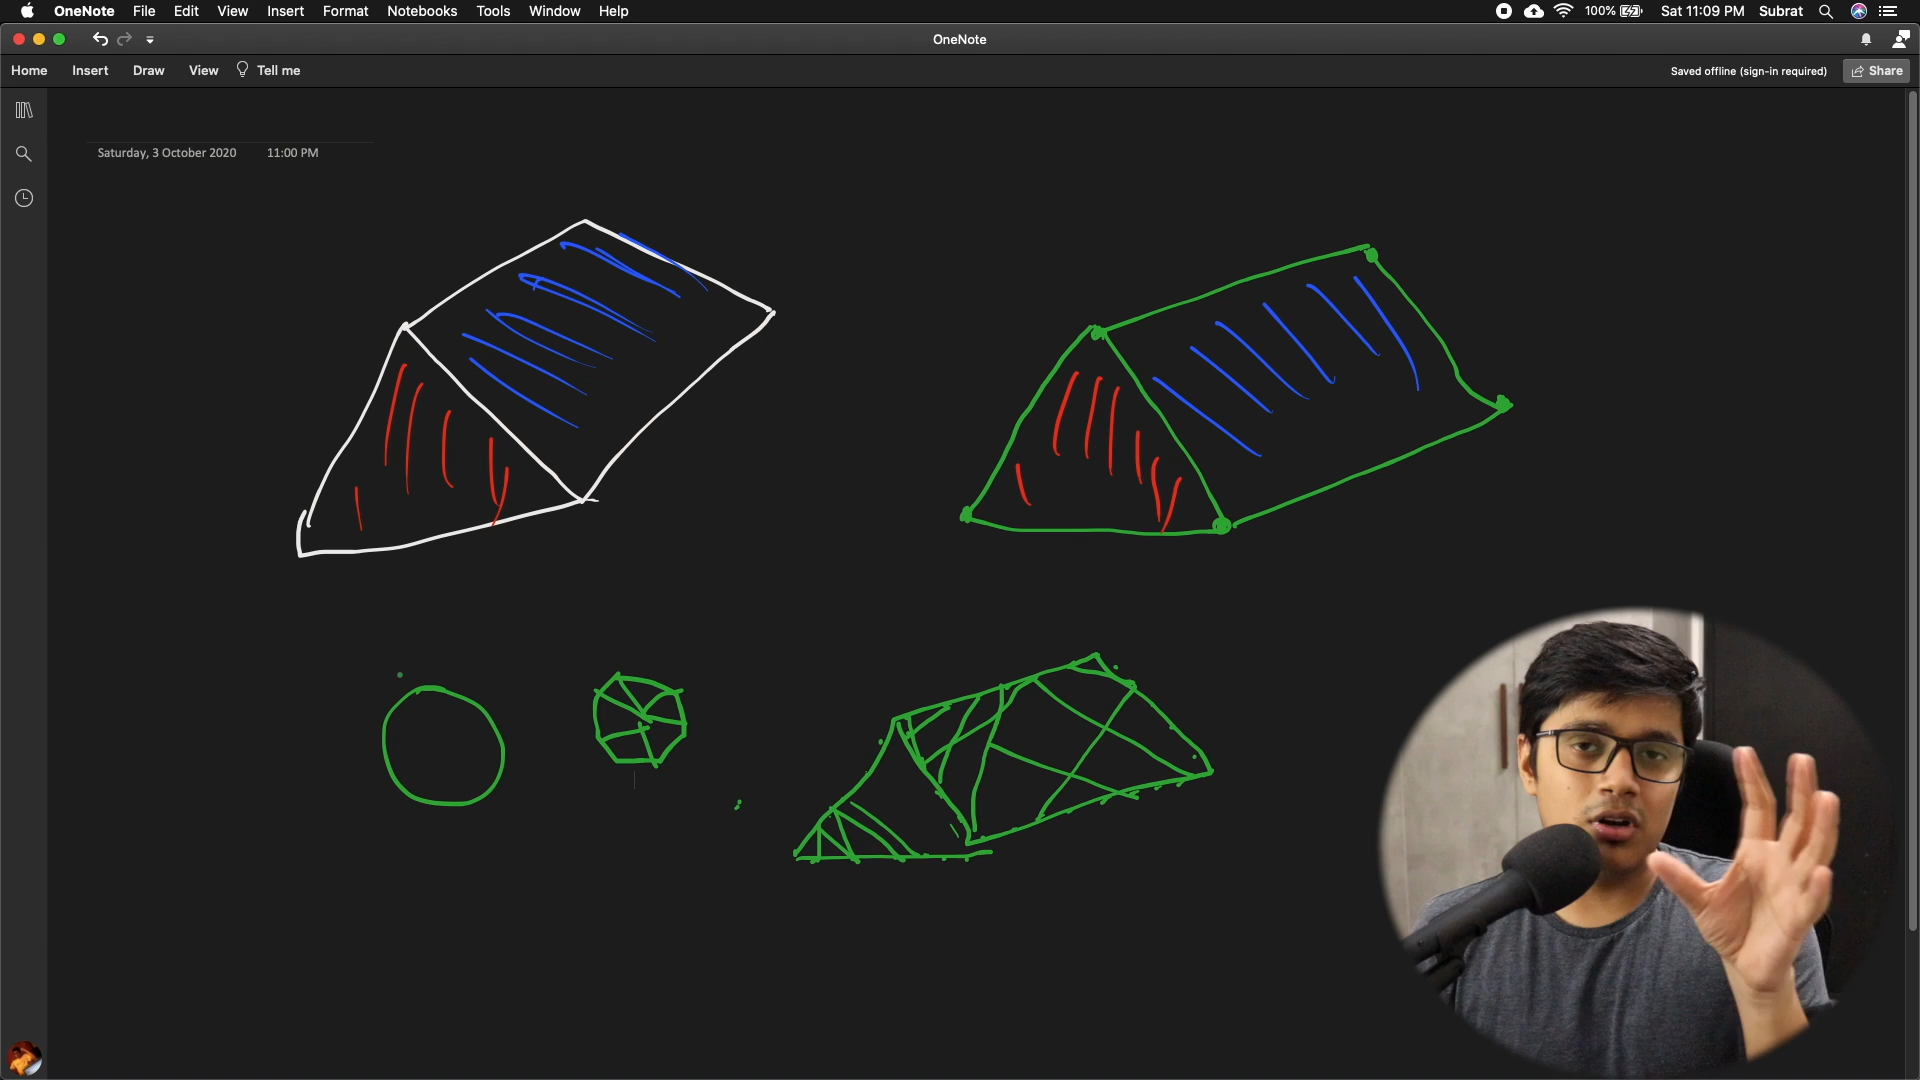 OneNote File Edit View Insert Format Notebooks Tools Window Help 100% Sat 11:09 PM Subrat
OneNote
Home Insert Draw View Tell me Saved offline (sign-in required) Share
Saturday, 3 October 2020 11:00 PM